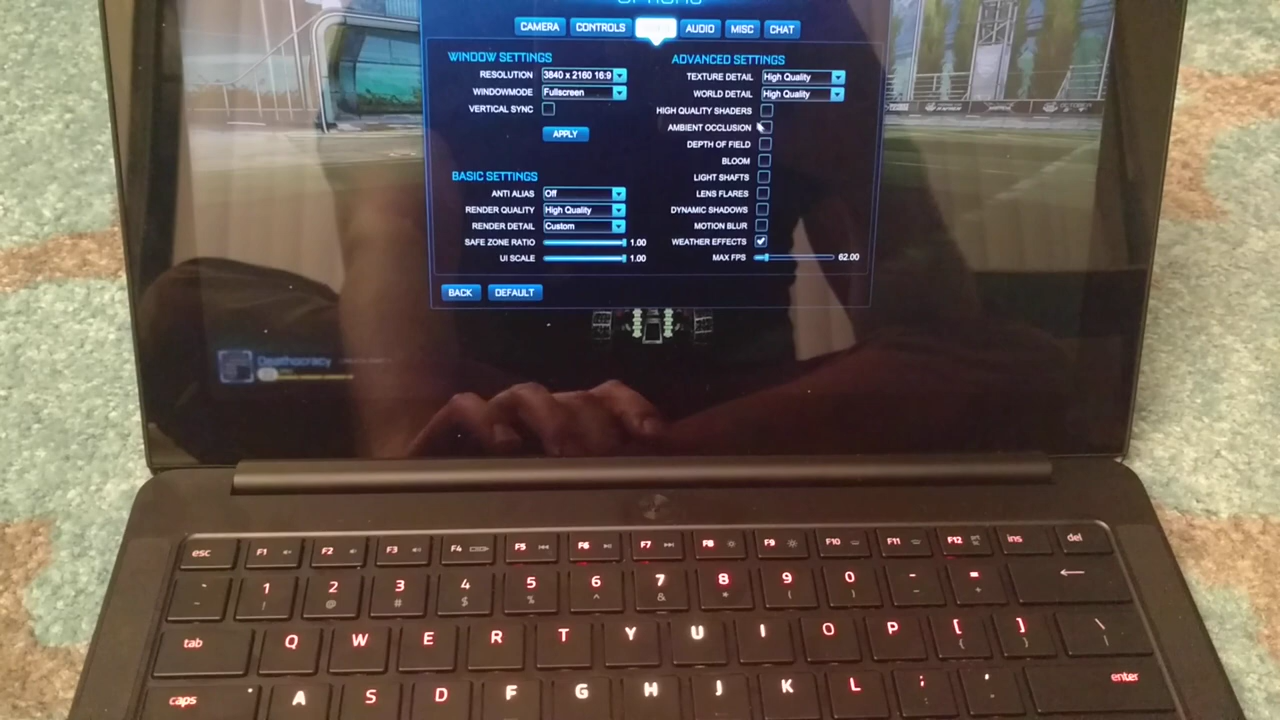 OPTIONS
CAMERA CONTROLS AUDIO MISC CHAT
WINDOW SETTINGS
RESOLUTION 3840 x 2160 16:9
WINDOWMODE Fullscreen
VERTICAL SYNC
APPLY
BASIC SETTINGS
ANTI ALIAS Off
RENDER QUALITY High Quality
RENDER DETAIL Custom
SAFE ZONE RATIO 1.00
UI SCALE 1.00
ADVANCED SETTINGS
TEXTURE DETAIL High Quality
WORLD DETAIL High Quality
HIGH QUALITY SHADERS
AMBIENT OCCLUSION
DEPTH OF FIELD
BLOOM
LIGHT SHAFTS
LENS FLARES
DYNAMIC SHADOWS
MOTION BLUR
WEATHER EFFECTS
MAX FPS 62.00
BACK DEFAULT
Deathocracy
esc F1 F2 F3 F4 F5 F6 F7 F8 F9 F10 F11 F12 prt sc ins del
` 1 2 3 4 5 6 7 8 9 0 - =
~ ! @ # $ % ^ & * ( ) _ + ←
tab Q W E R T Y U I O P [ ] \
{ } |
caps A S D F G H J K L ; ' enter